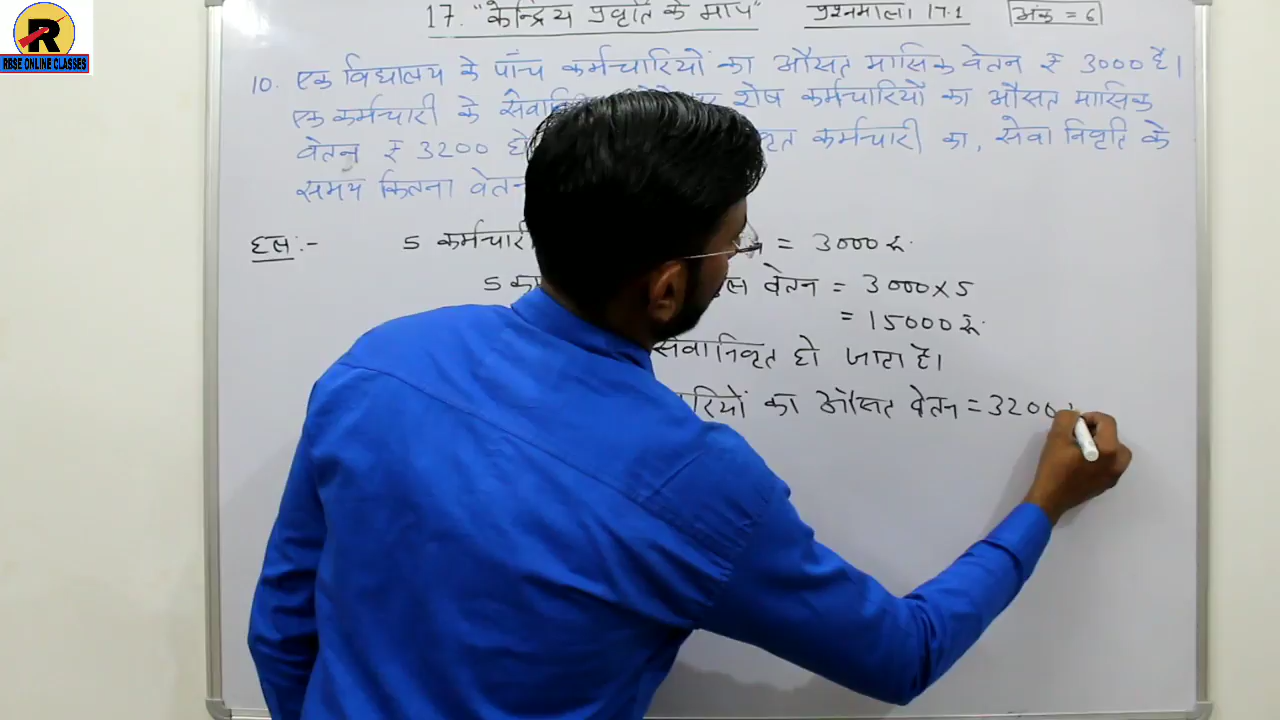 RBSE ONLINE CLASSES
17. "केन्द्रिय प्रवृति के माप" प्रश्नमाला 17.1 अंक = 6
10. एक विद्यालय के पाँच कर्मचारियों का औसत मासिक वेतन ₹ 3000 है।
एक कर्मचारी के शेष कर्मचारियों का औसत मासिक
वेतन ₹ 3200 कर्मचारी का, सेवा निवृति के
समय कितना
हल:- 5 कर्मचारी = 3000 रू.
5 वेतन = 3000 x 5
= 15000 रू.
सेवानिवृत हो जाता है।
का औसत वेतन = 3200